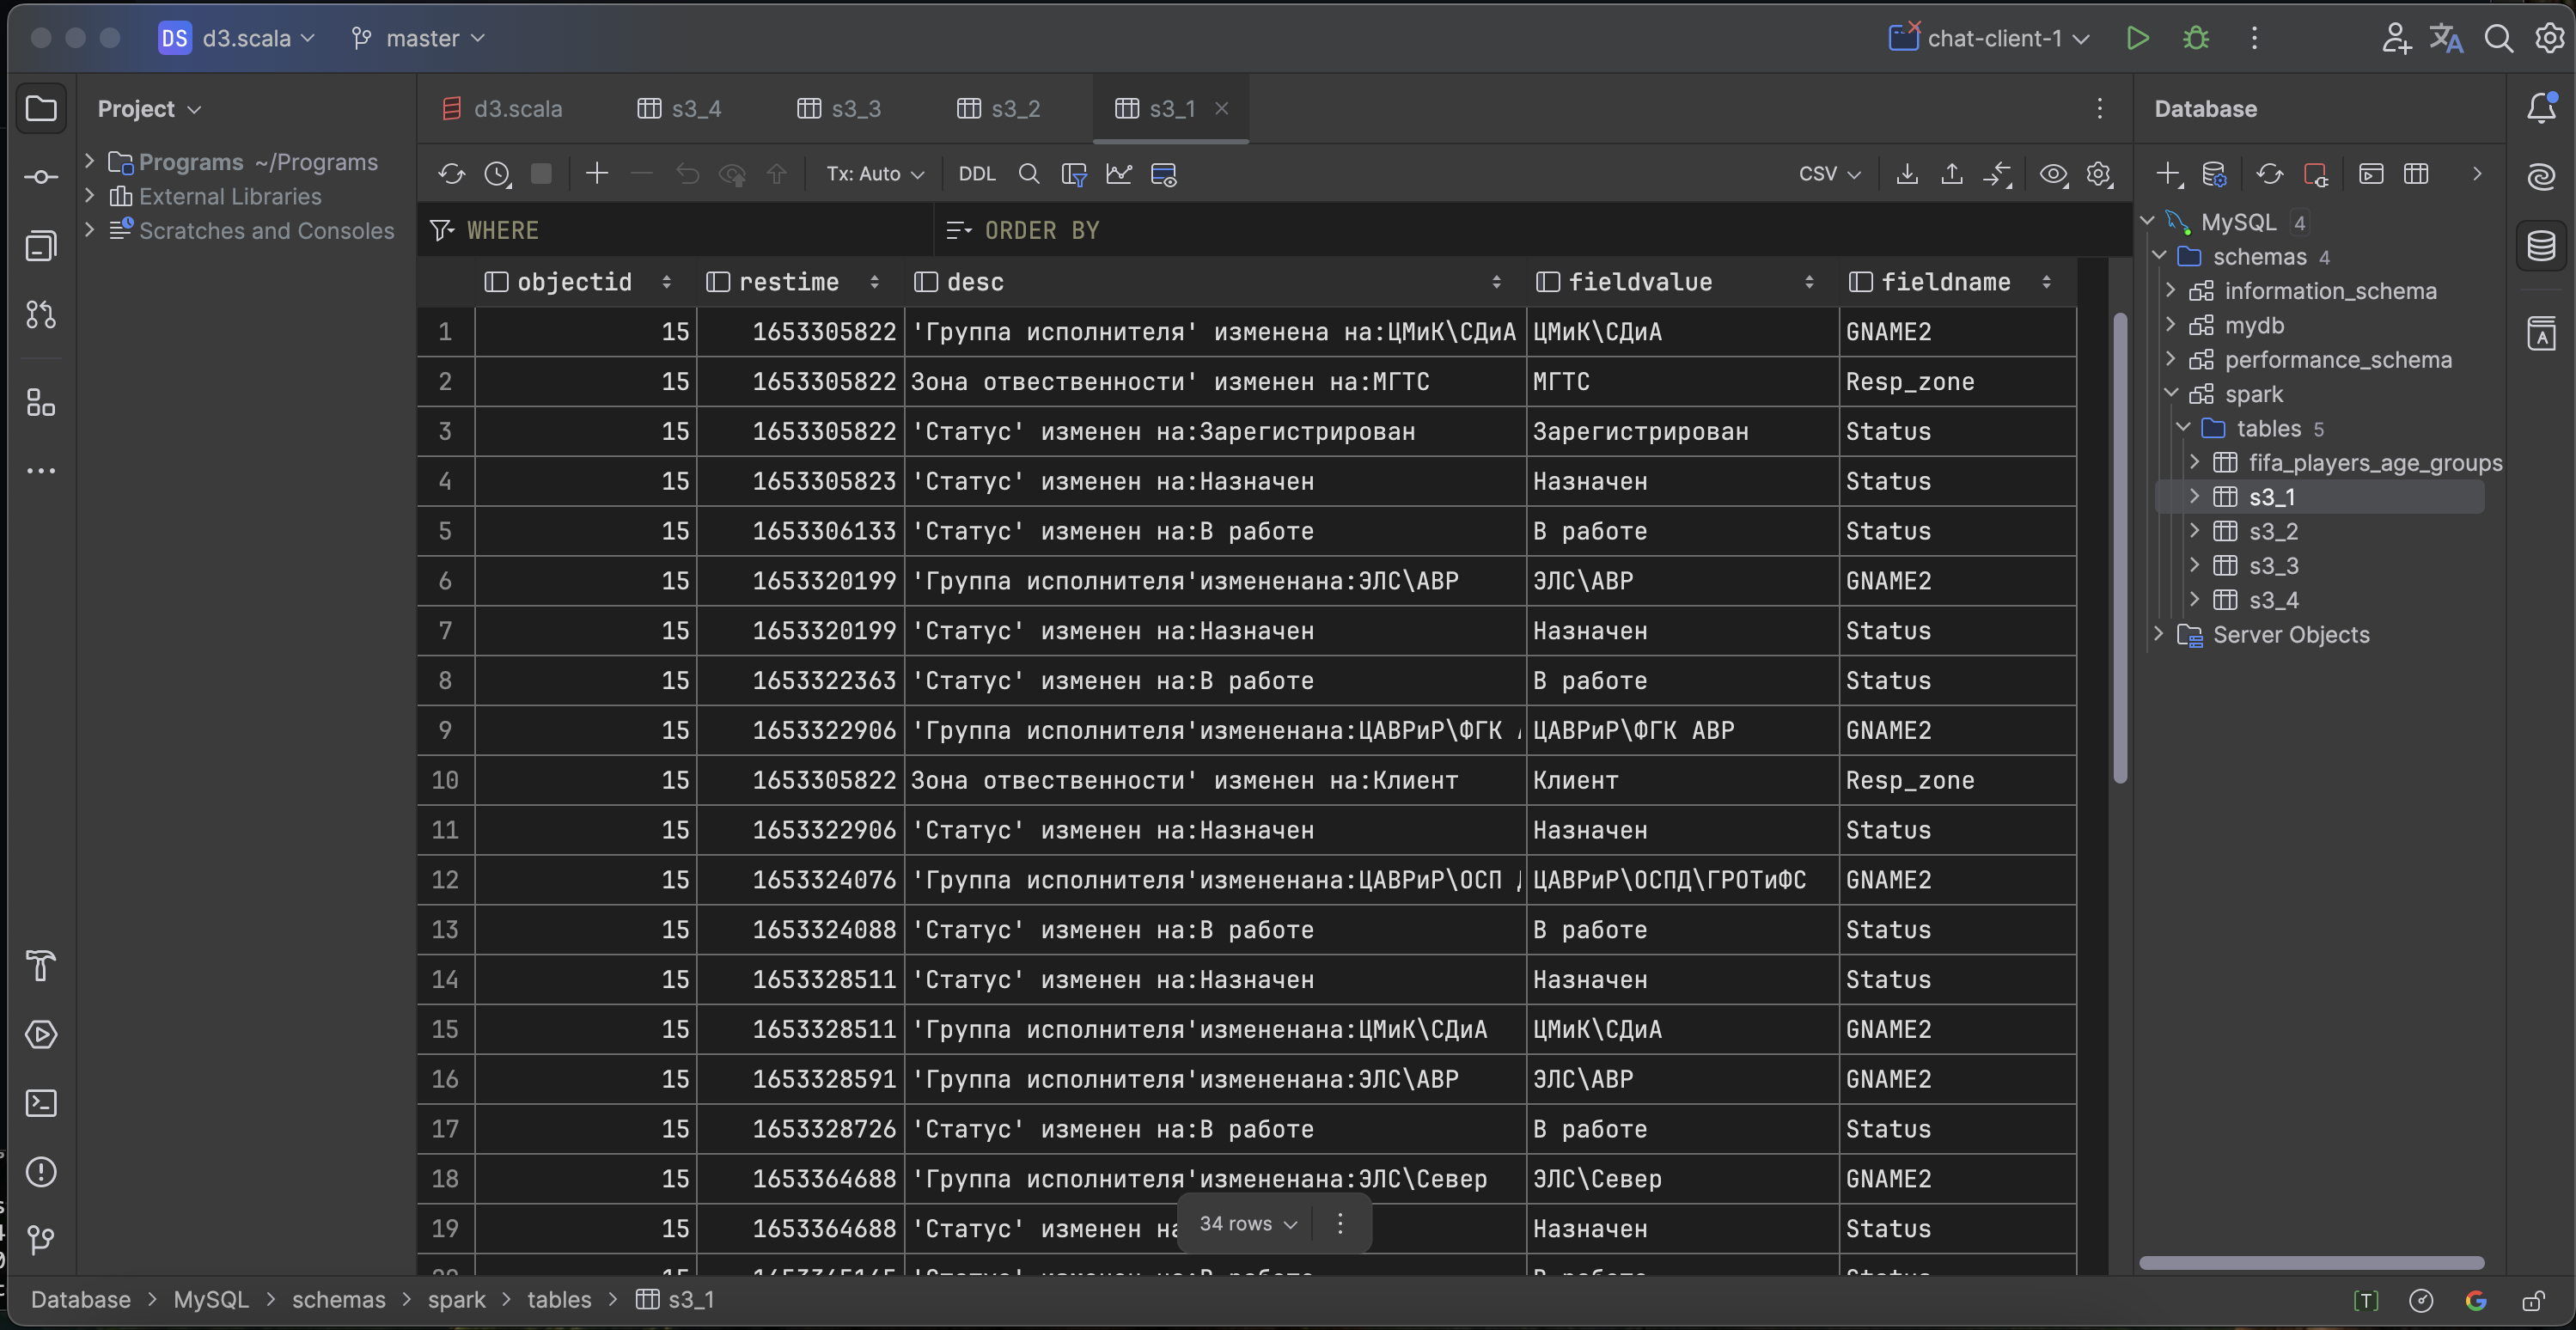 DS d3.scala master chat-client-1
Project d3.scala s3_4 s3_3 s3_2 s3_1 Database
Programs ~/Programs
External Libraries
Scratches and Consoles
Tx: Auto DDL CSV
WHERE ORDER BY
objectid restime desc fieldvalue fieldname
1 15 1653305822 'Группа исполнителя' изменена на:ЦМиК\СДиА ЦМиК\СДиА GNAME2
2 15 1653305822 Зона отвественности' изменен на:МГТС МГТС Resp_zone
3 15 1653305822 'Статус' изменен на:Зарегистрирован Зарегистрирован Status
4 15 1653305823 'Статус' изменен на:Назначен Назначен Status
5 15 1653306133 'Статус' изменен на:В работе В работе Status
6 15 1653320199 'Группа исполнителя'измененана:ЭЛС\АВР ЭЛС\АВР GNAME2
7 15 1653320199 'Статус' изменен на:Назначен Назначен Status
8 15 1653322363 'Статус' изменен на:В работе В работе Status
9 15 1653322906 'Группа исполнителя'измененана:ЦАВРиР\ФГК ЦАВРиР\ФГК АВР GNAME2
10 15 1653305822 Зона отвественности' изменен на:Клиент Клиент Resp_zone
11 15 1653322906 'Статус' изменен на:Назначен Назначен Status
12 15 1653324076 'Группа исполнителя'измененана:ЦАВРиР\ОСП ЦАВРиР\ОСПД\ГРОТиФС GNAME2
13 15 1653324088 'Статус' изменен на:В работе В работе Status
14 15 1653328511 'Статус' изменен на:Назначен Назначен Status
15 15 1653328511 'Группа исполнителя'измененана:ЦМиК\СДиА ЦМиК\СДиА GNAME2
16 15 1653328591 'Группа исполнителя'измененана:ЭЛС\АВР ЭЛС\АВР GNAME2
17 15 1653328726 'Статус' изменен на:В работе В работе Status
18 15 1653364688 'Группа исполнителя'измененана:ЭЛС\Север ЭЛС\Север GNAME2
19 15 1653364688 'Статус' изменен Назначен Status
34 rows
MySQL 4
schemas 4
information_schema
mydb
performance_schema
spark
tables 5
fifa_players_age_groups
s3_1
s3_2
s3_3
s3_4
Server Objects
Database MySQL schemas spark tables s3_1